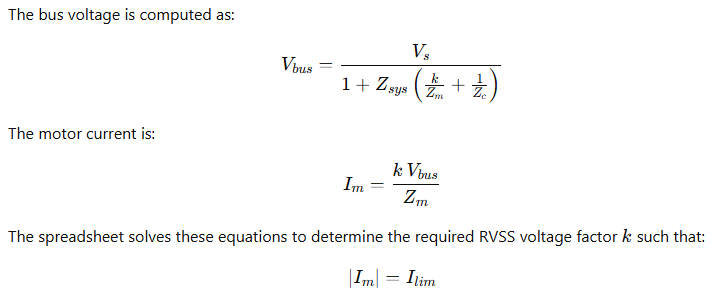 The bus voltage is computed as:
V_{bus} = \frac{V_s}{1 + Z_{sys} \left( \frac{k}{Z_m} + \frac{1}{Z_c} \right)}
The motor current is:
I_m = \frac{k V_{bus}}{Z_m}
The spreadsheet solves these equations to determine the required RVSS voltage factor k such that:
|I_m| = I_{lim}